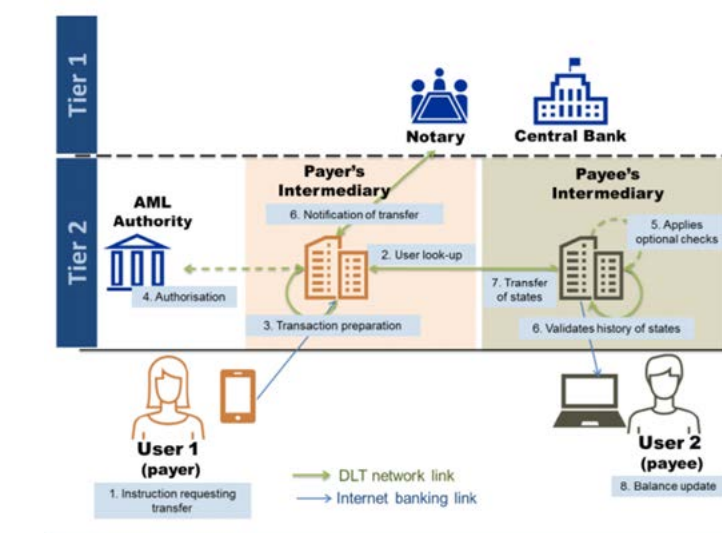 Tier 1
Notary
Central Bank
Tier 2
AML
Authority
Payer's
Intermediary
Payee's
Intermediary
6. Notification of transfer
5. Applies
optional checks
2. User look-up
4. Authorisation
7. Transfer
of states
3. Transaction preparation
6. Validates history of states
User 1
(payer)
1. Instruction requesting
transfer
DLT network link
Internet banking link
User 2
(payee)
8. Balance update